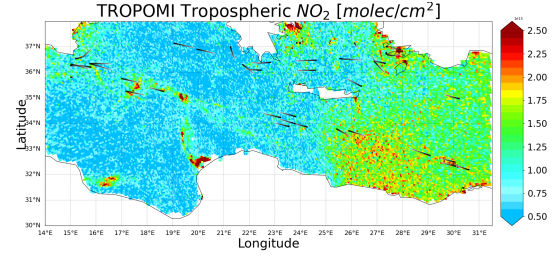 TROPOMI Tropospheric NO₂ [molec/cm²]
37°N
36°N
35°N
34°N
33°N
32°N
31°N
30°N
Latitude
14°E 15°E 16°E 17°E 18°E 19°E 20°E 21°E 22°E 23°E 24°E 25°E 26°E 27°E 28°E 29°E 30°E 31°E
Longitude
2.50
2.25
2.00
1.75
1.50
1.25
1.00
0.75
0.50